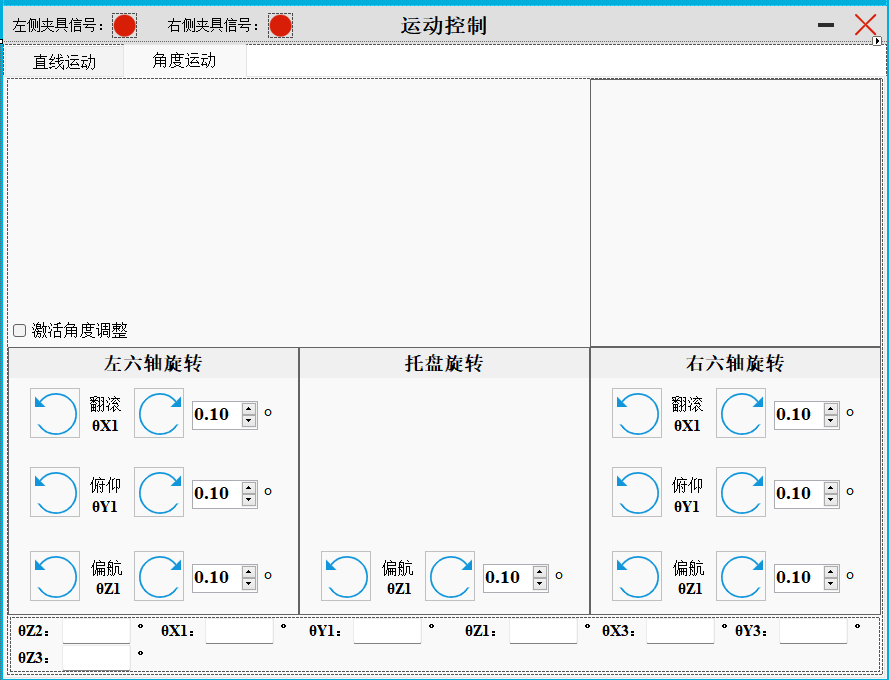 左侧夹具信号： 右侧夹具信号： 运动控制
直线运动 角度运动
激活角度调整
左六轴旋转 托盘旋转 右六轴旋转
翻滚 θX1 0.10 °
翻滚 θX1 0.10 °
俯仰 θY1 0.10 °
俯仰 θY1 0.10 °
偏航 θZ1 0.10 °
偏航 θZ1 0.10 °
偏航 θZ1 0.10 °
θZ2： ° θX1： ° θY1： ° θZ1： ° θX3： ° θY3： °
θZ3： °